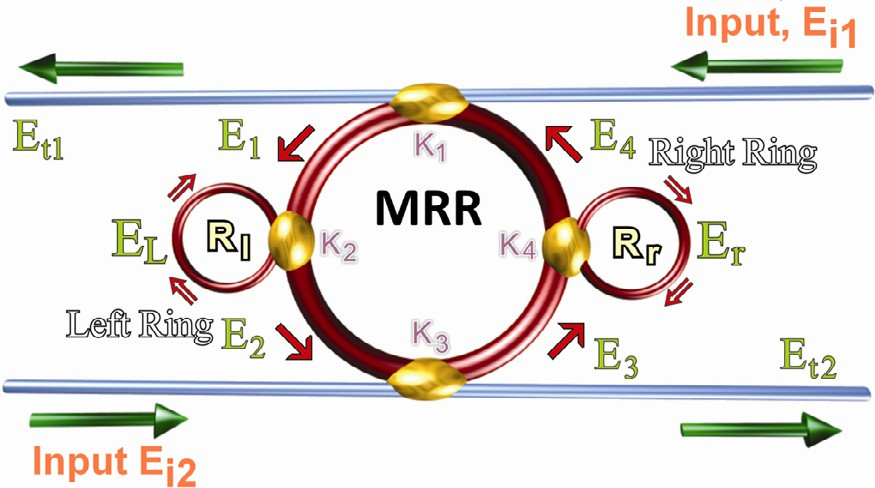 Input, Ei1
Et1
E1
K1
E4
Right Ring
MRR
EL
Rl
K2
K4
Rr
Er
Left Ring
E2
K3
E3
Et2
Input Ei2